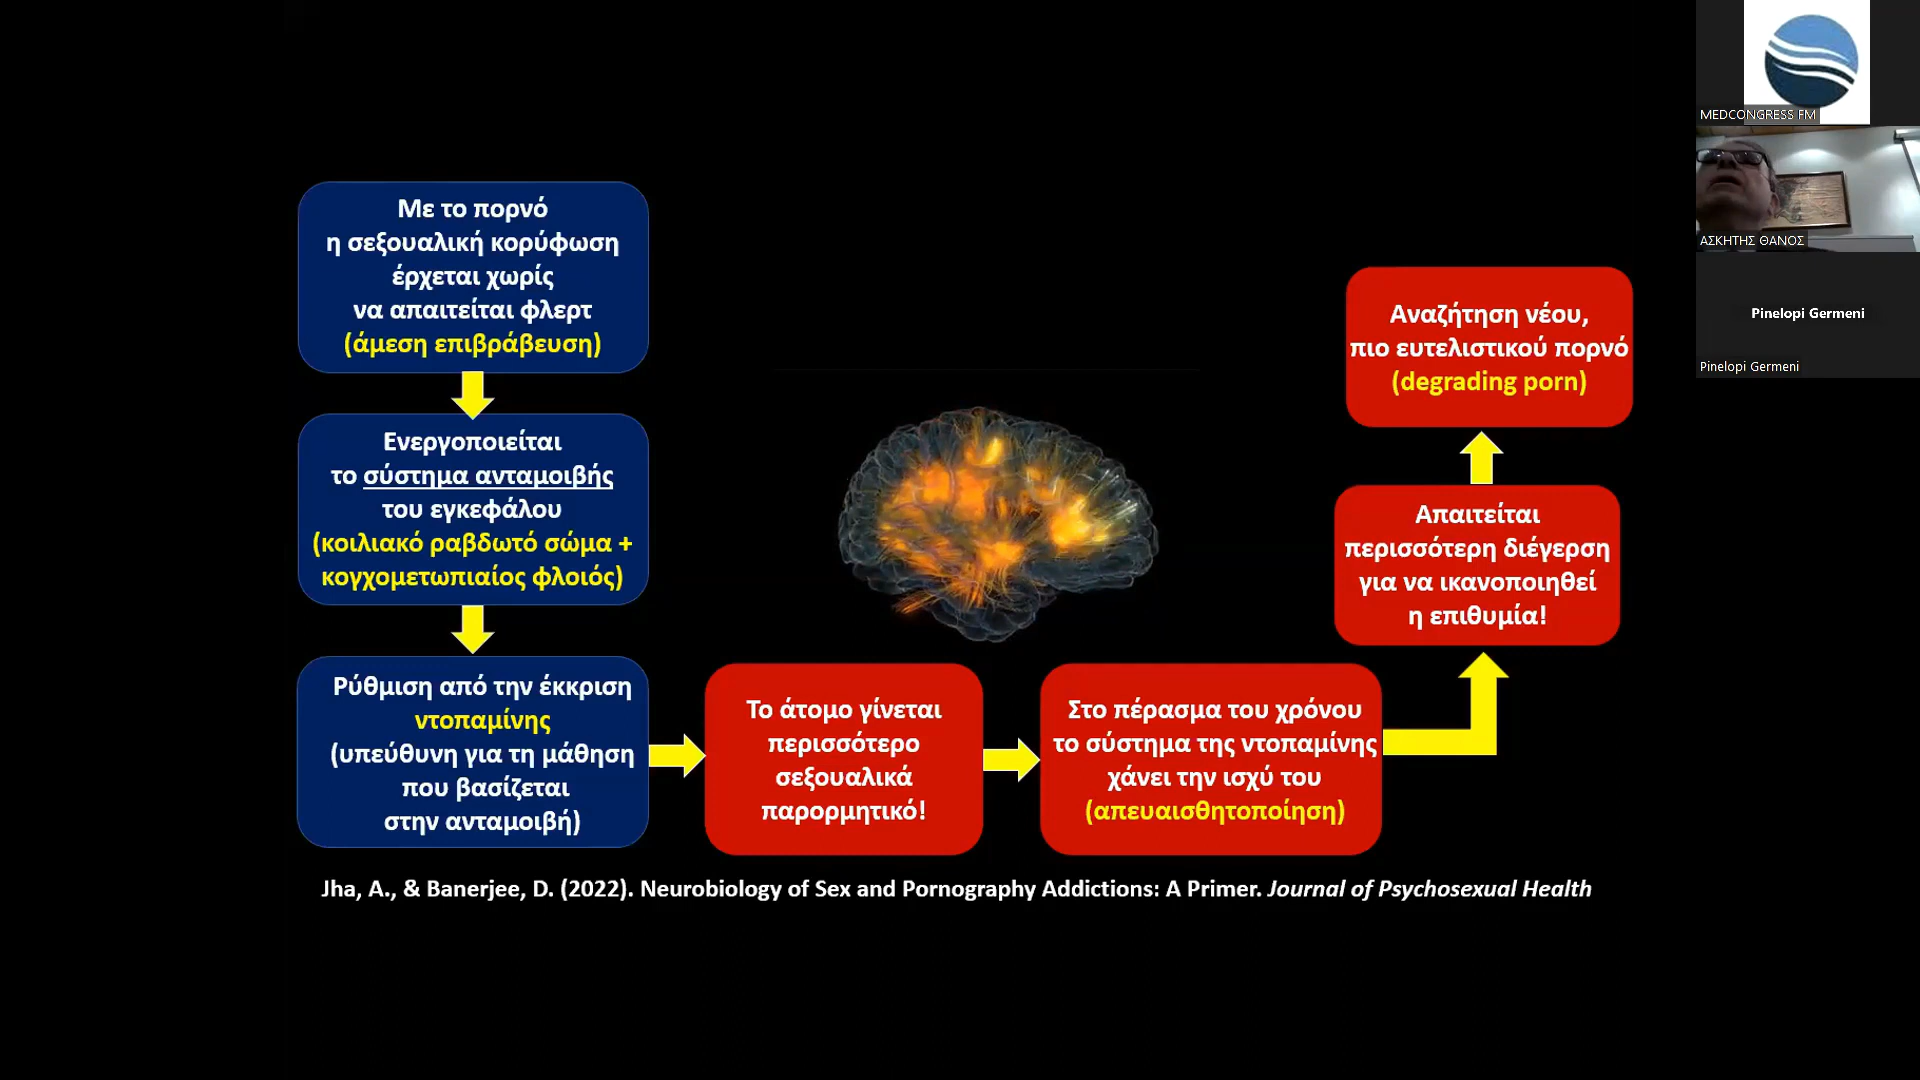 Με το πορνό
η σεξουαλική κορύφωση
έρχεται χωρίς
να απαιτείται φλερτ
(άμεση επιβράβευση)
Ενεργοποιείται
το σύστημα ανταμοιβής
του εγκεφάλου
(κοιλιακό ραβδωτό σώμα +
κογχομετωπιαίος φλοιός)
Ρύθμιση από την έκκριση
ντοπαμίνης
(υπεύθυνη για τη μάθηση
που βασίζεται
στην ανταμοιβή)
Το άτομο γίνεται
περισσότερο
σεξουαλικά
παρορμητικό!
Στο πέρασμα του χρόνου
το σύστημα της ντοπαμίνης
χάνει την ισχύ του
(απευαισθητοποίηση)
Απαιτείται
περισσότερη διέγερση
για να ικανοποιηθεί
η επιθυμία!
Αναζήτηση νέου,
πιο ευτελιστικού πορνό
(degrading porn)
Jha, A., & Banerjee, D. (2022). Neurobiology of Sex and Pornography Addictions: A Primer. Journal of Psychosexual Health
MEDCONGRESS FM
ΑΣΚΗΤΗΣ ΘΑΝΟΣ
Pinelopi Germeni
Pinelopi Germeni